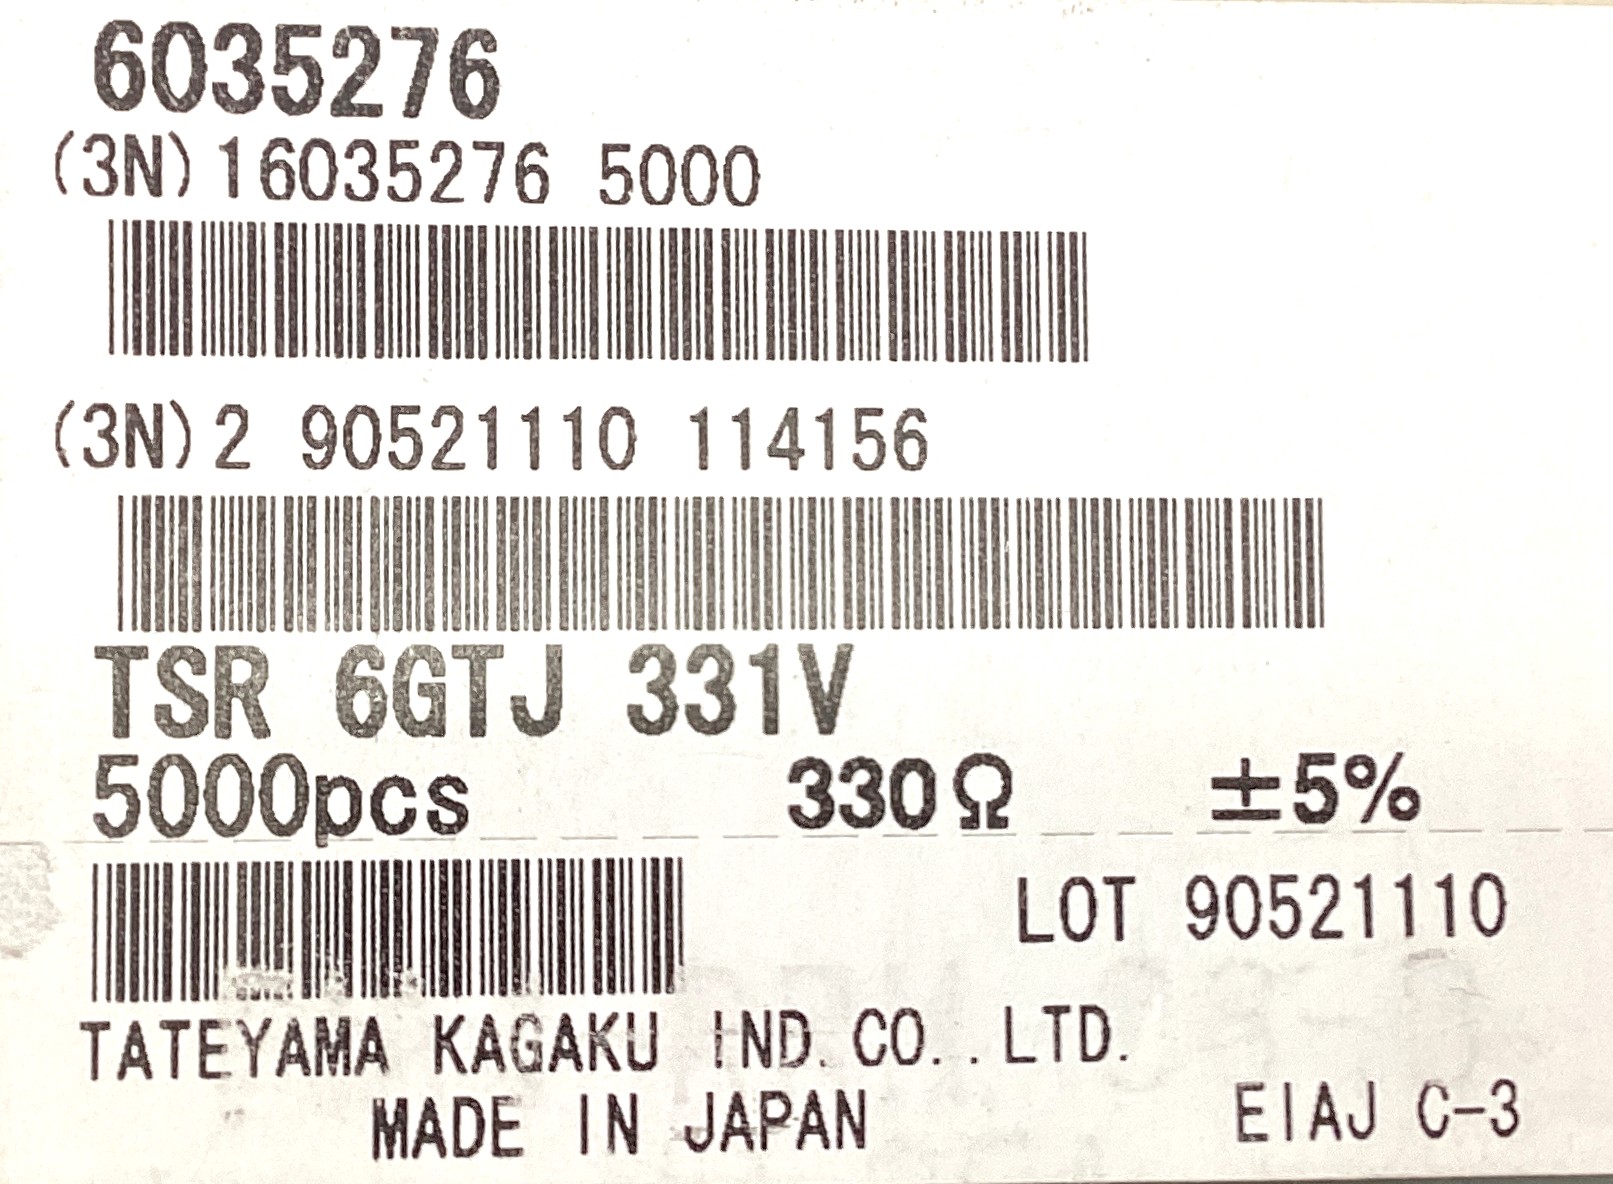 6035276
(3N)16035276 5000
(3N)2 90521110 114156
TSR 6GTJ 331V
5000pcs 330Ω ±5%
LOT 90521110
TATEYAMA KAGAKU IND.CO..LTD.
MADE IN JAPAN EIAJ C-3